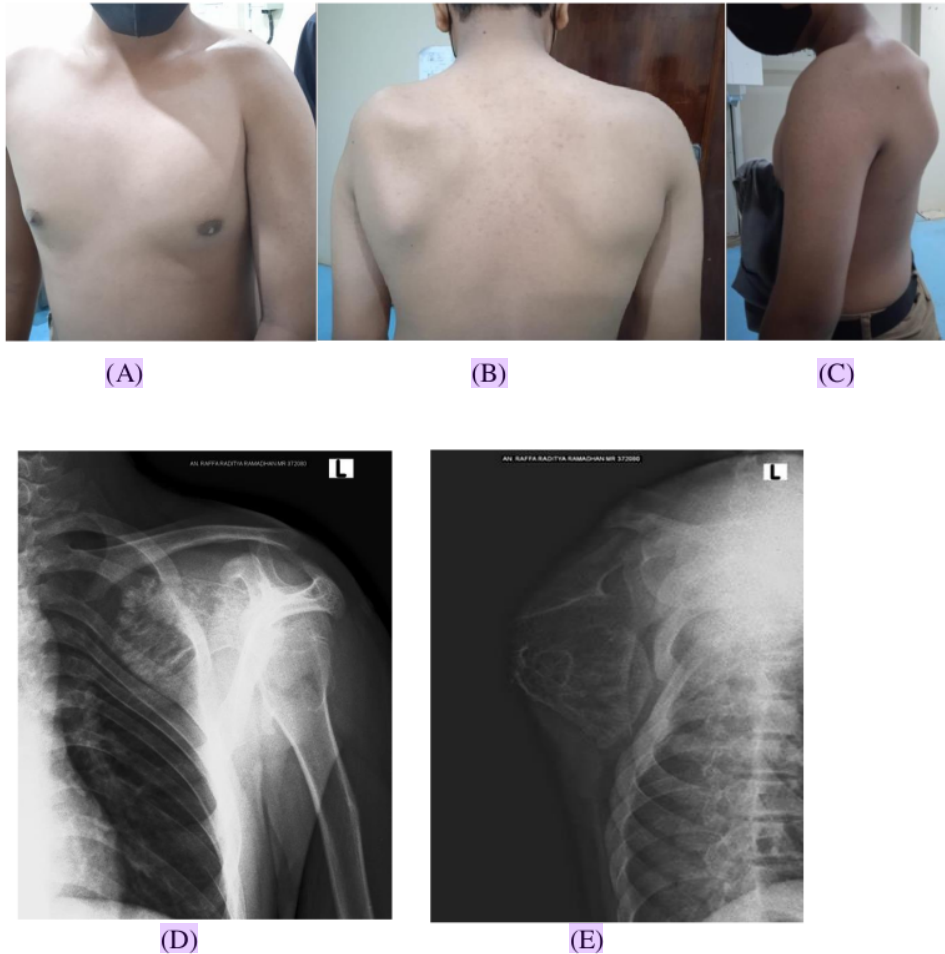 (A)
(B)
(C)
AN. RAFFA RADITYA RAMADHAN MR 372080
L
AN. RAFFA RADITYA RAMADHAN MR 372080
L
(D)
(E)